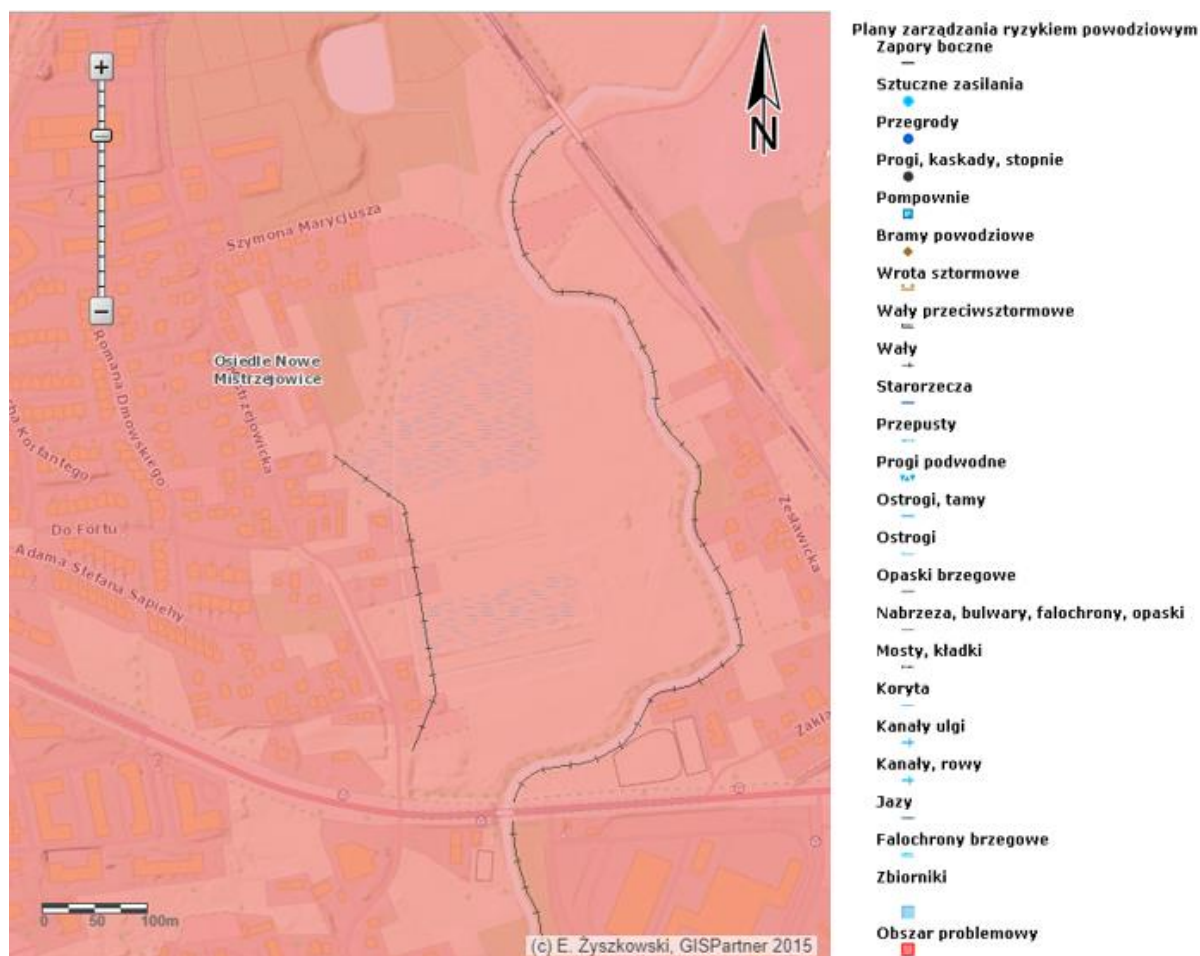 +
−
N
Szymona Marycjusza
Osiedle Nowe
Mistrzejowice
Romana Dmowskiego
Do Fortu
Adama Stefana Sapiehy
Zesławicka
0 50 100m
(c) E. Żyszkowski, GISPartner 2015
Plany zarządzania ryzykiem powodziowym
Zapory boczne
Sztuczne zasilania
Przegrody
Progi, kaskady, stopnie
Pompownie
Bramy powodziowe
Wrota sztormowe
Wały przeciwsztormowe
Wały
Starorzecza
Przepusty
Progi podwodne
Ostrogi, tamy
Ostrogi
Opaski brzegowe
Nabrzeza, bulwary, falochrony, opaski
Mosty, kładki
Koryta
Kanały ulgi
Kanały, rowy
Jazy
Falochrony brzegowe
Zbiorniki
Obszar problemowy